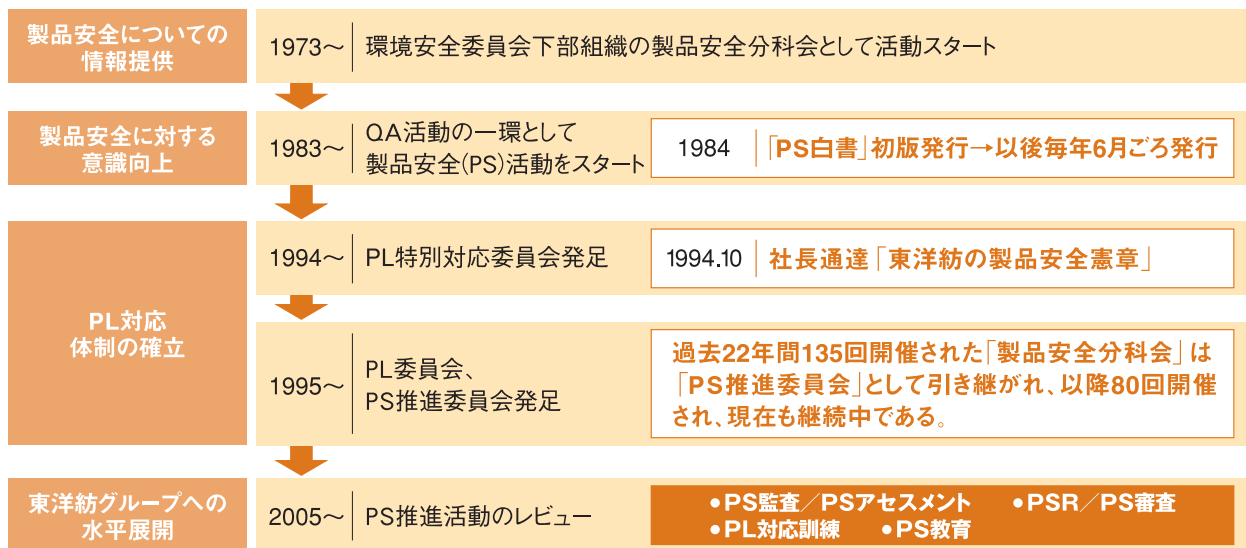 製品安全についての
情報提供
1973〜 環境安全委員会下部組織の製品安全分科会として活動スタート
製品安全に対する
意識向上
1983〜 QA活動の一環として
製品安全(PS)活動をスタート
1984 「PS白書」初版発行→以後毎年6月ごろ発行
PL対応
体制の確立
1994〜 PL特別対応委員会発足
1994.10 社長通達「東洋紡の製品安全憲章」
1995〜 PL委員会、
PS推進委員会発足
過去22年間135回開催された「製品安全分科会」は
「PS推進委員会」として引き継がれ、以降80回開催
され、現在も継続中である。
東洋紡グループへの
水平展開
2005〜 PS推進活動のレビュー
●PS監査／PSアセスメント ●PSR／PS審査
●PL対応訓練 ●PS教育